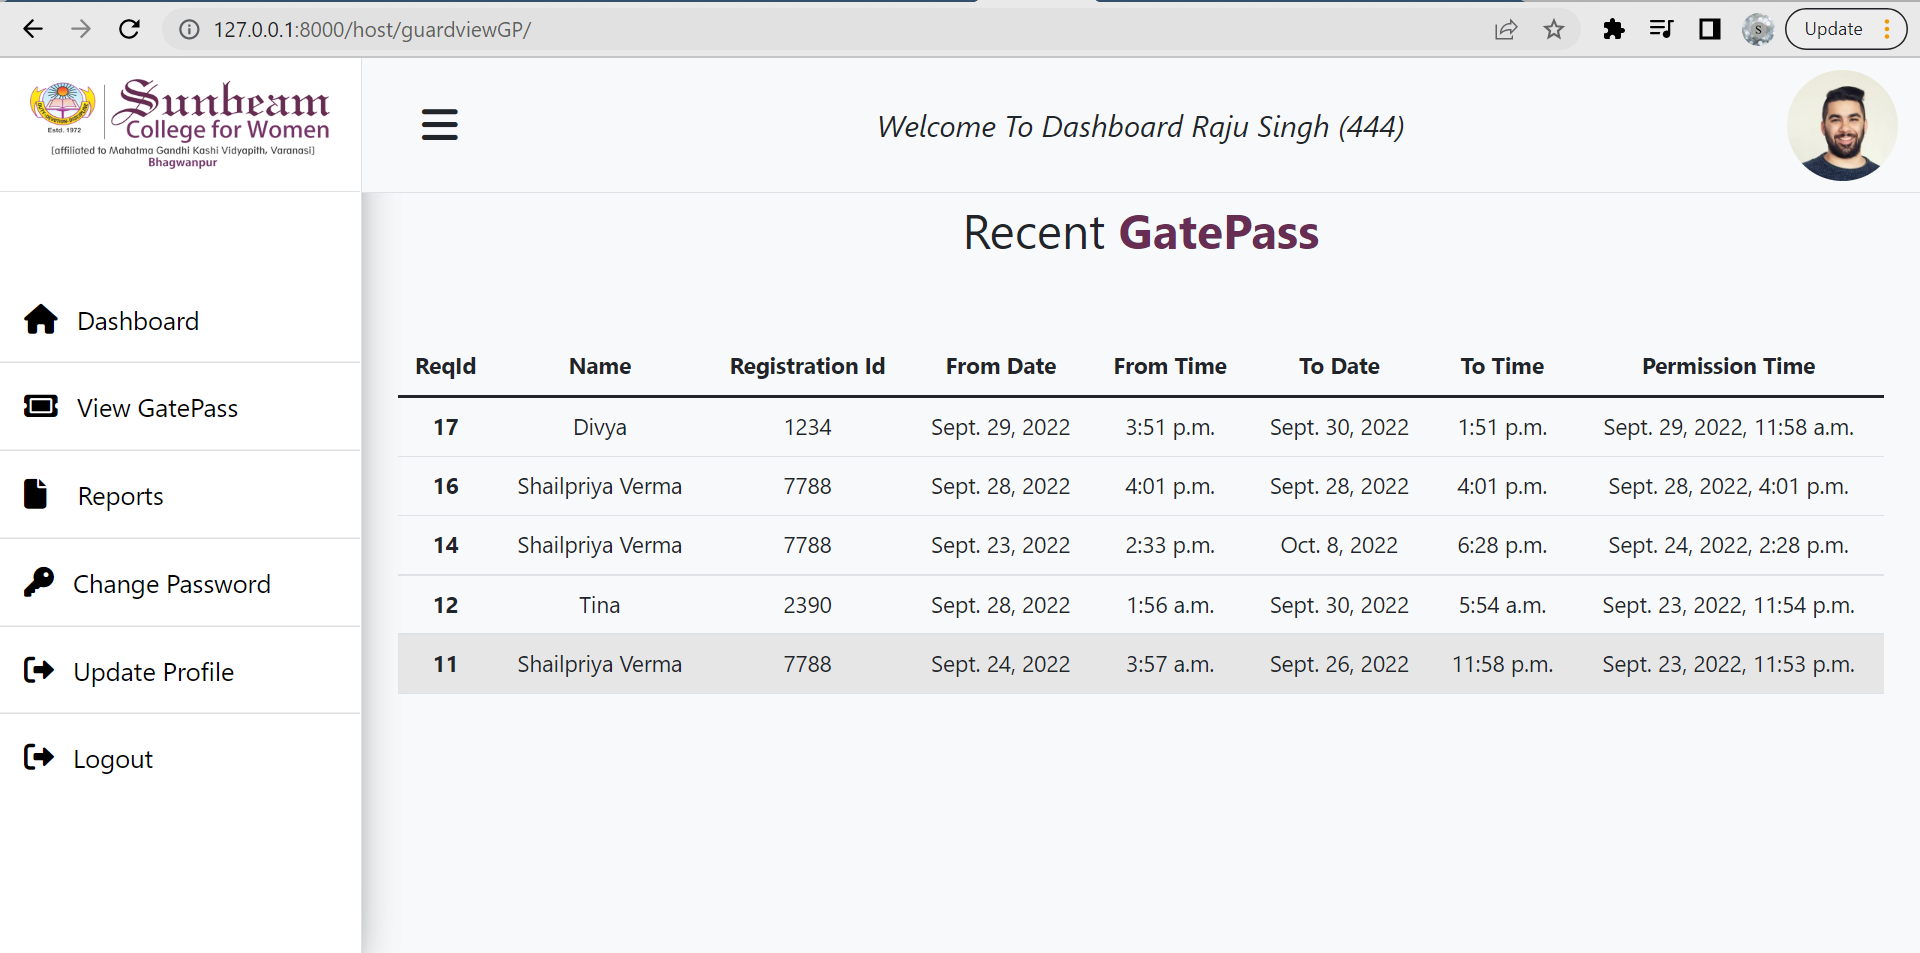 127.0.0.1:8000/host/guardviewGP/
S
Update
Estd. 1972
Sunbeam
College for Women
[affiliated to Mahatma Gandhi Kashi Vidyapith, Varanasi]
Bhagwanpur
Welcome To Dashboard Raju Singh (444)
Dashboard
View GatePass
Reports
Change Password
Update Profile
Logout
Recent GatePass
ReqId Name Registration Id From Date From Time To Date To Time Permission Time
17 Divya 1234 Sept. 29, 2022 3:51 p.m. Sept. 30, 2022 1:51 p.m. Sept. 29, 2022, 11:58 a.m.
16 Shailpriya Verma 7788 Sept. 28, 2022 4:01 p.m. Sept. 28, 2022 4:01 p.m. Sept. 28, 2022, 4:01 p.m.
14 Shailpriya Verma 7788 Sept. 23, 2022 2:33 p.m. Oct. 8, 2022 6:28 p.m. Sept. 24, 2022, 2:28 p.m.
12 Tina 2390 Sept. 28, 2022 1:56 a.m. Sept. 30, 2022 5:54 a.m. Sept. 23, 2022, 11:54 p.m.
11 Shailpriya Verma 7788 Sept. 24, 2022 3:57 a.m. Sept. 26, 2022 11:58 p.m. Sept. 23, 2022, 11:53 p.m.